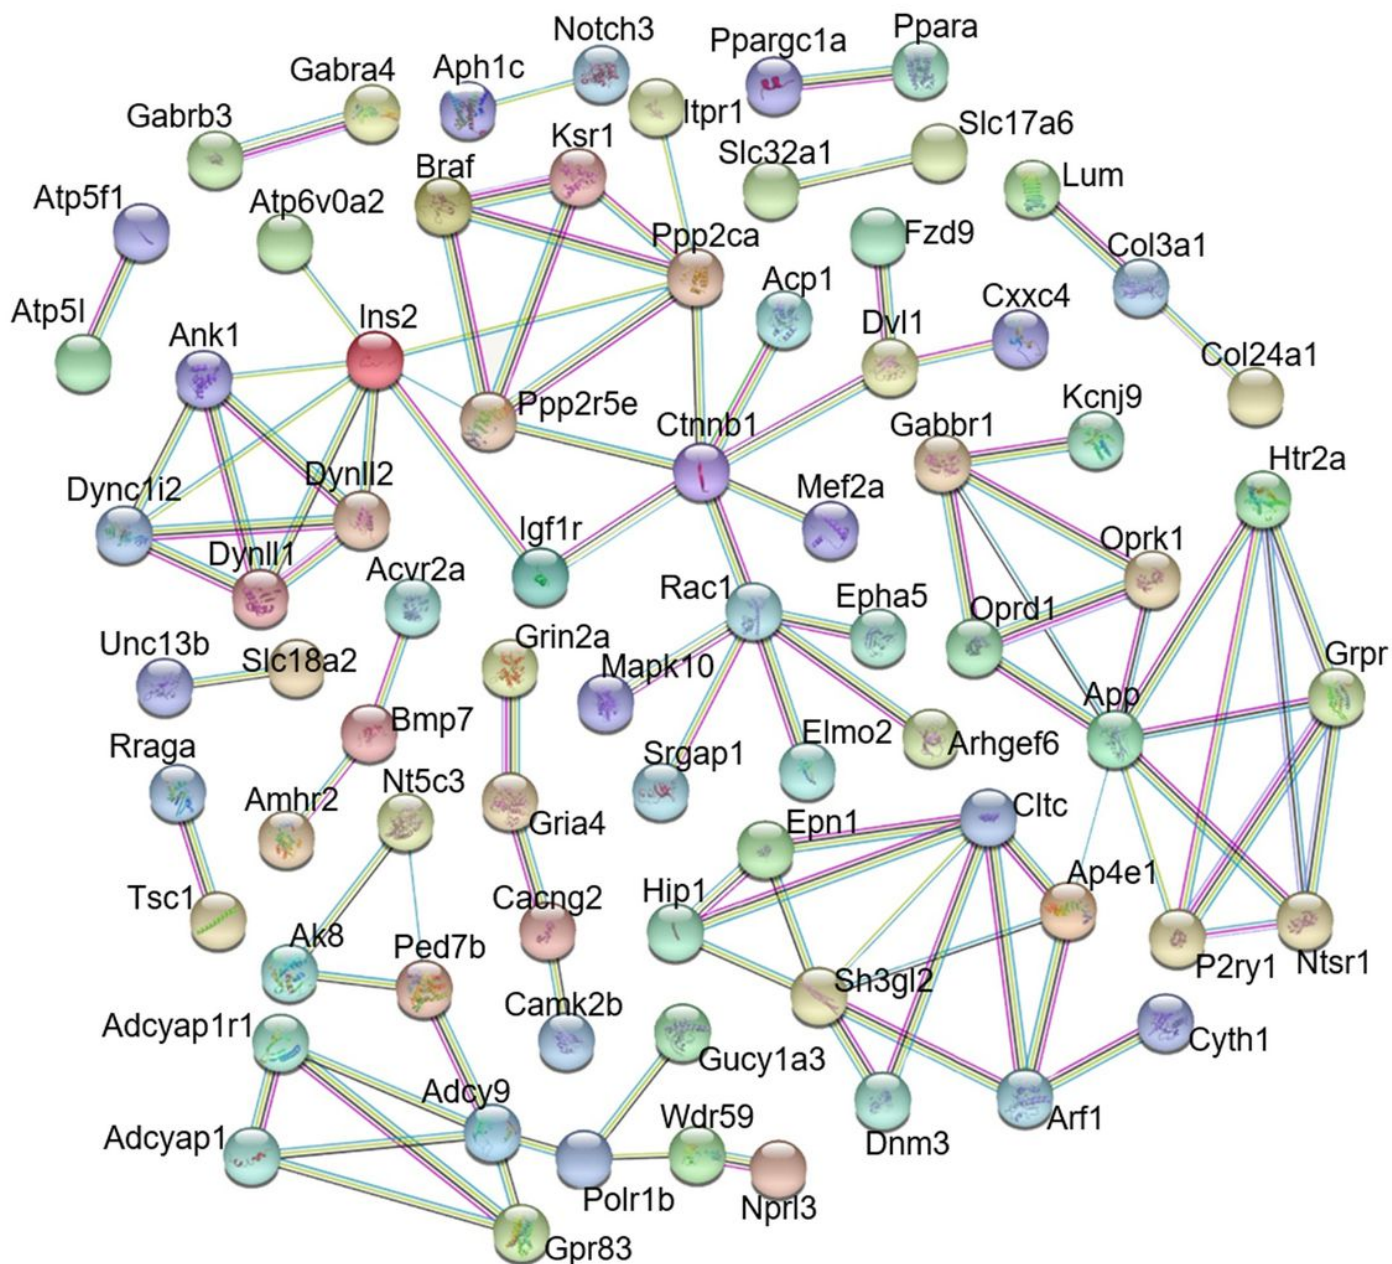 Notch3
Ppargc1a
Ppara
Gabra4
Aph1c
Gabrb3
Itpr1
Slc17a6
Ksr1
Slc32a1
Braf
Lum
Atp5f1
Atp6v0a2
Ppp2ca
Fzd9
Col3a1
Acp1
Cxxc4
Atp5l
Ins2
Dvl1
Ank1
Col24a1
Ppp2r5e
Kcnj9
Ctnnb1
Gabbr1
Htr2a
Dync1i2
Dynll2
Mef2a
Igf1r
Oprk1
Dynll1
Acvr2a
Rac1
Epha5
Oprd1
Unc13b
Grin2a
Slc18a2
Mapk10
Grpr
App
Bmp7
Rraga
Srgap1
Elmo2
Arhgef6
Nt5c3
Amhr2
Cltc
Gria4
Epn1
Ap4e1
Tsc1
Cacng2
Hip1
Ak8
Ped7b
Sh3gl2
P2ry1
Ntsr1
Camk2b
Adcyap1r1
Gucy1a3
Cyth1
Adcy9
Wdr59
Arf1
Adcyap1
Dnm3
Polr1b
Nprl3
Gpr83